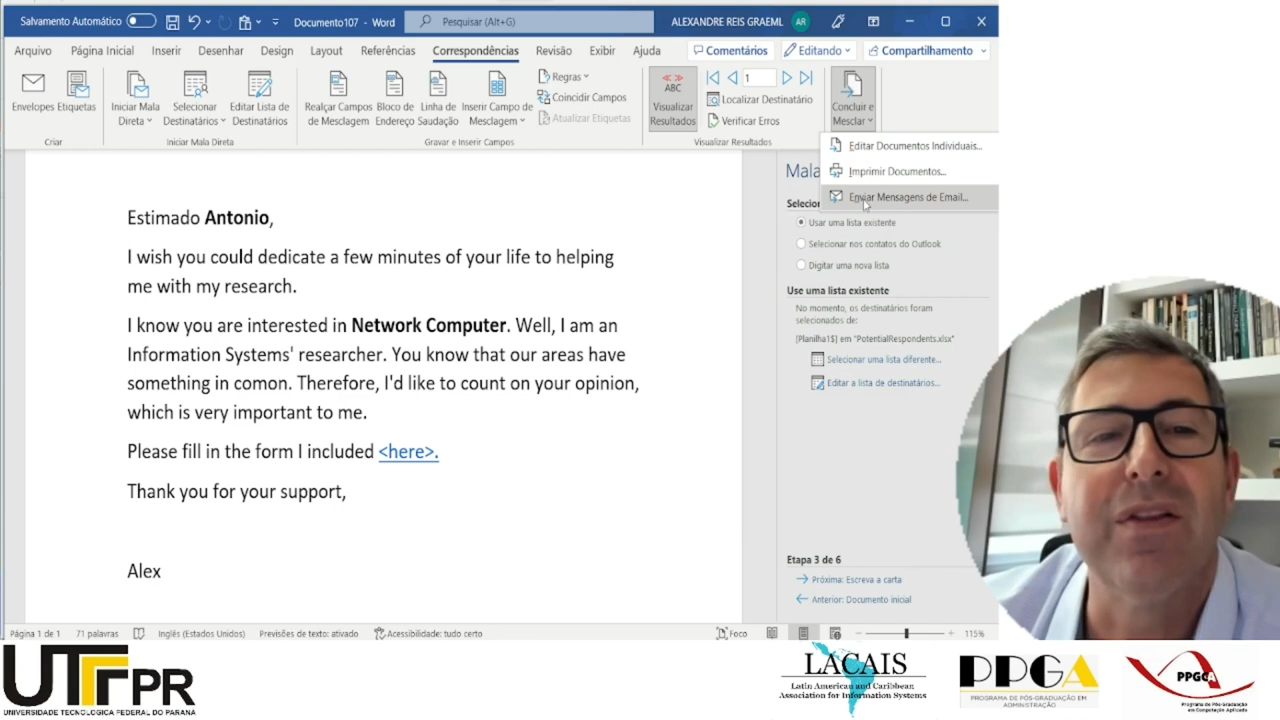 Salvamento Automático
Documento107 - Word
Pesquisar (Alt+G)
ALEXANDRE REIS GRAEML
AR
Arquivo
Página Inicial
Inserir
Desenhar
Design
Layout
Referências
Correspondências
Revisão
Exibir
Ajuda
Comentários
Editando
Compartilhamento
Envelopes
Etiquetas
Criar
Iniciar Mala
Direta
Selecionar
Destinatários
Editar Lista de
Destinatários
Iniciar Mala Direta
Realçar Campos
de Mesclagem
Bloco de
Endereço
Linha de
Saudação
Inserir Campo de
Mesclagem
Regras
Coincidir Campos
Atualizar Etiquetas
Gravar e Inserir Campos
ABC
Visualizar
Resultados
1
Localizar Destinatário
Verificar Erros
Visualizar Resultados
Concluir e
Mesclar
Editar Documentos Individuais...
Imprimir Documentos...
Enviar Mensagens de Email...
Estimado Antonio,
I wish you could dedicate a few minutes of your life to helping
me with my research.
I know you are interested in Network Computer. Well, I am an
Information Systems' researcher. You know that our areas have
something in comon. Therefore, I'd like to count on your opinion,
which is very important to me.
Please fill in the form I included <here>.
Thank you for your support,
Alex
Mala
Selecion
Usar uma lista existente
Selecionar nos contatos do Outlook
Digitar uma nova lista
Use uma lista existente
No momento, os destinatários foram
selecionados de:
[Planilha1$] em "PotentialRespondents.xlsx"
Selecionar uma lista diferente...
Editar a lista de destinatários...
Etapa 3 de 6
Próxima: Escreva a carta
Anterior: Documento inicial
Página 1 de 1
71 palavras
Inglês (Estados Unidos)
Previsões de texto: ativado
Acessibilidade: tudo certo
Foco
115%
UTFPR
UNIVERSIDADE TECNOLÓGICA FEDERAL DO PARANÁ
LACAIS
Latin American and Caribbean
Association for Information Systems
PPGA
PROGRAMA DE PÓS-GRADUAÇÃO EM
ADMINISTRAÇÃO
PPGCA
Programa de Pós-Graduação
em Computação Aplicada